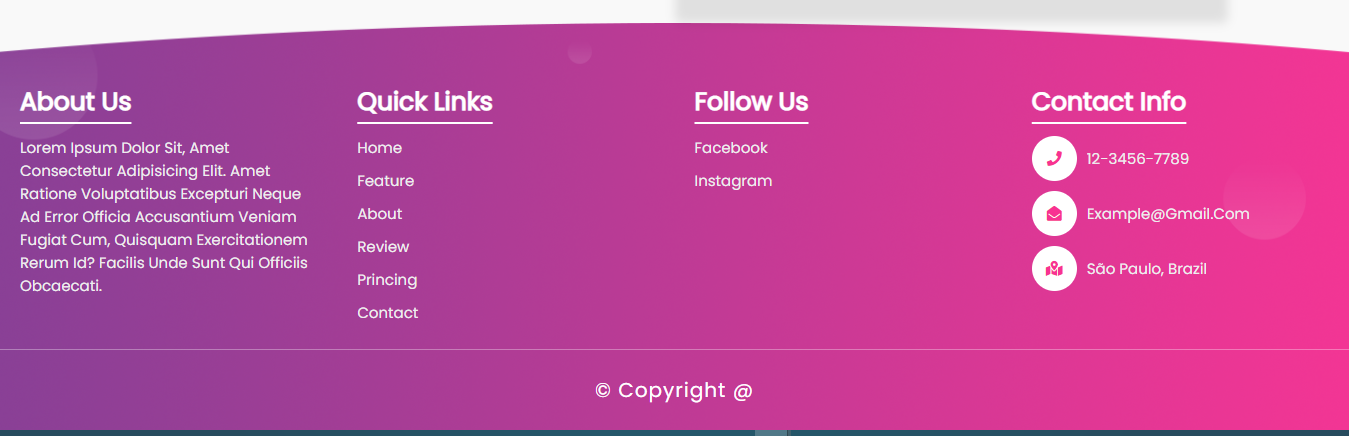 About Us
Lorem Ipsum Dolor Sit, Amet
Consectetur Adipisicing Elit. Amet
Ratione Voluptatibus Excepturi Neque
Ad Error Officia Accusantium Veniam
Fugiat Cum, Quisquam Exercitationem
Rerum Id? Facilis Unde Sunt Qui Officiis
Obcaecati.
Quick Links
Home
Feature
About
Review
Princing
Contact
Follow Us
Facebook
Instagram
Contact Info
12-3456-7789
Example@Gmail.Com
São Paulo, Brazil
© Copyright @